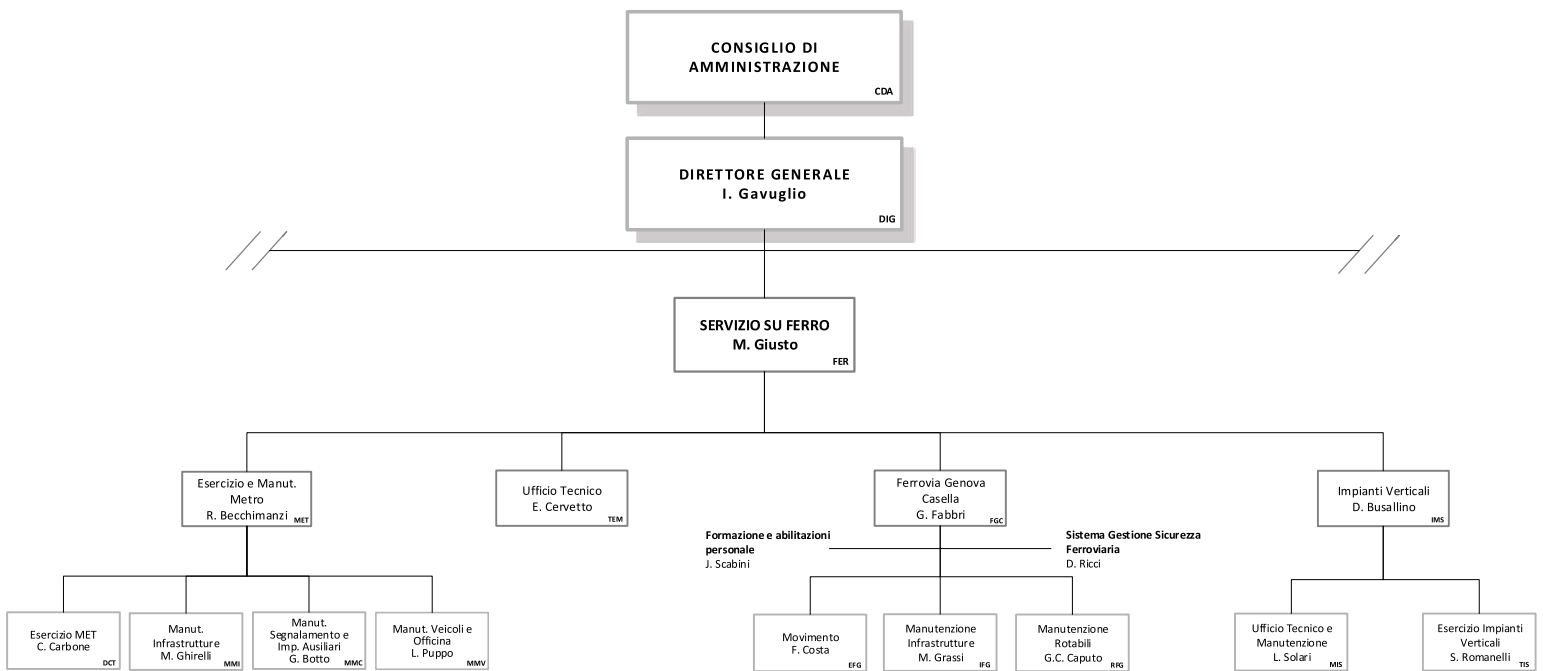 CONSIGLIO DI
AMMINISTRAZIONE
CDA
DIRETTORE GENERALE
I. Gavuglio
DIG
SERVIZIO SU FERRO
M. Giusto
FER
Esercizio e Manut.
Metro
R. Becchimanzi
MET
Ufficio Tecnico
E. Cervetto
TEM
Ferrovia Genova
Casella
G. Fabbri
FGC
Impianti Verticali
D. Busallino
IMS
Formazione e abilitazioni
personale
J. Scabini
Sistema Gestione Sicurezza
Ferroviaria
D. Ricci
Esercizio MET
C. Carbone
DCT
Manut.
Infrastrutture
M. Ghirelli
MMI
Manut.
Segnalamento e
Imp. Ausiliari
G. Botto
MMC
Manut. Veicoli e
Officina
L. Puppo
MMV
Movimento
F. Costa
EFG
Manutenzione
Infrastrutture
M. Grassi
IFG
Manutenzione
Rotabili
G.C. Caputo
RFG
Ufficio Tecnico e
Manutenzione
L. Solari
MIS
Esercizio Impianti
Verticali
S. Romanelli
TIS